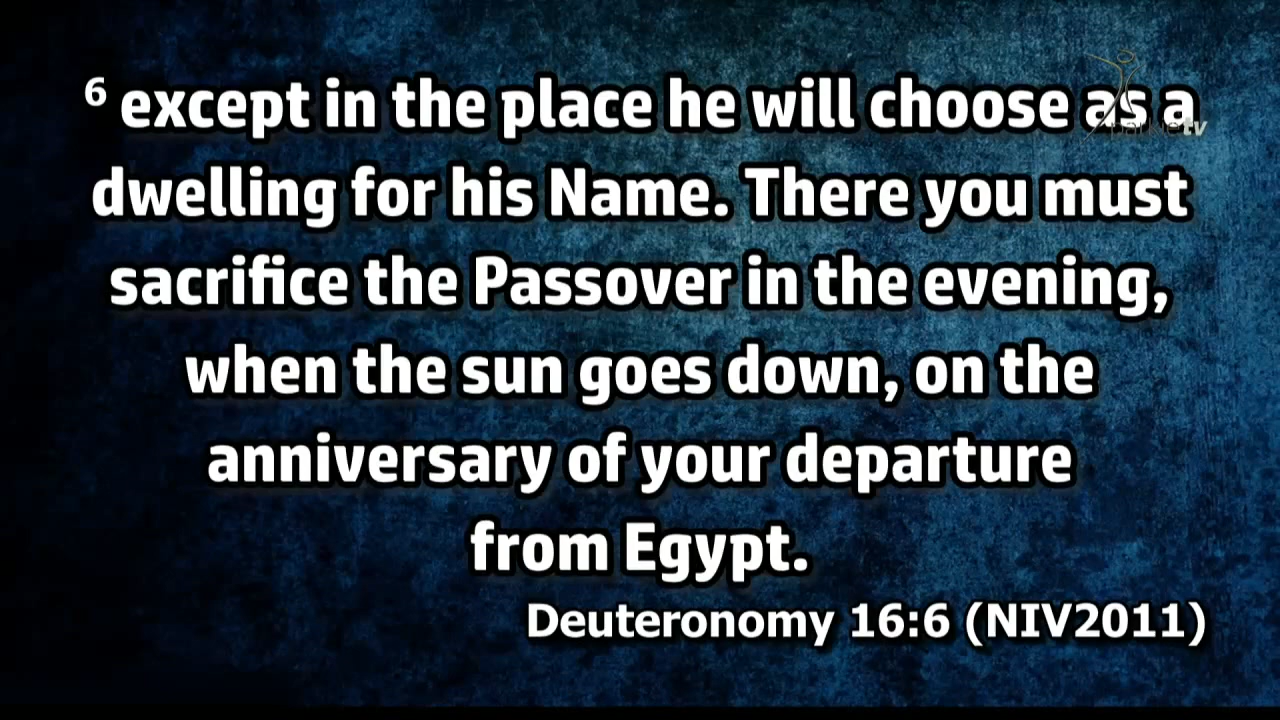 ⁶ except in the place he will choose as a
dwelling for his Name. There you must
sacrifice the Passover in the evening,
when the sun goes down, on the
anniversary of your departure
from Egypt.
Deuteronomy 16:6 (NIV2011)
tv